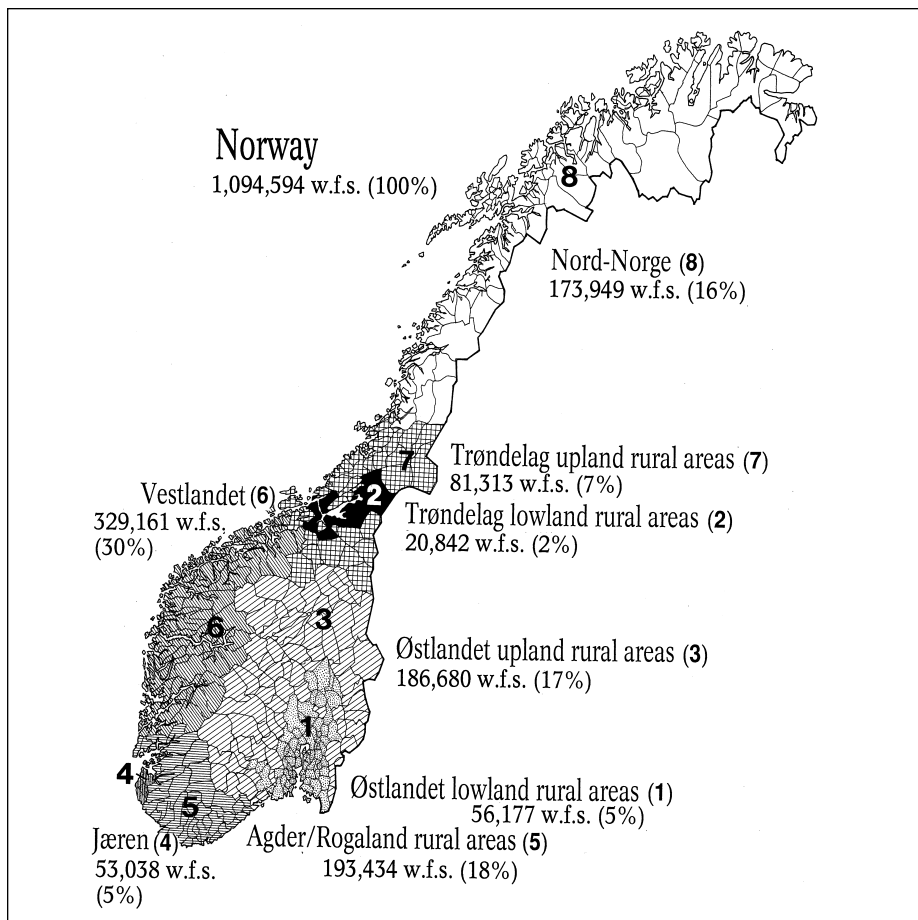 Norway
1,094,594 w.f.s. (100%)
8
Nord-Norge (8)
173,949 w.f.s. (16%)
7
Trøndelag upland rural areas (7)
81,313 w.f.s. (7%)
2
Vestlandet (6)
329,161 w.f.s.
(30%)
Trøndelag lowland rural areas (2)
20,842 w.f.s. (2%)
3
6
Østlandet upland rural areas (3)
186,680 w.f.s. (17%)
1
4
5
Østlandet lowland rural areas (1)
56,177 w.f.s. (5%)
Jæren (4)
53,038 w.f.s.
(5%)
Agder/Rogaland rural areas (5)
193,434 w.f.s. (18%)